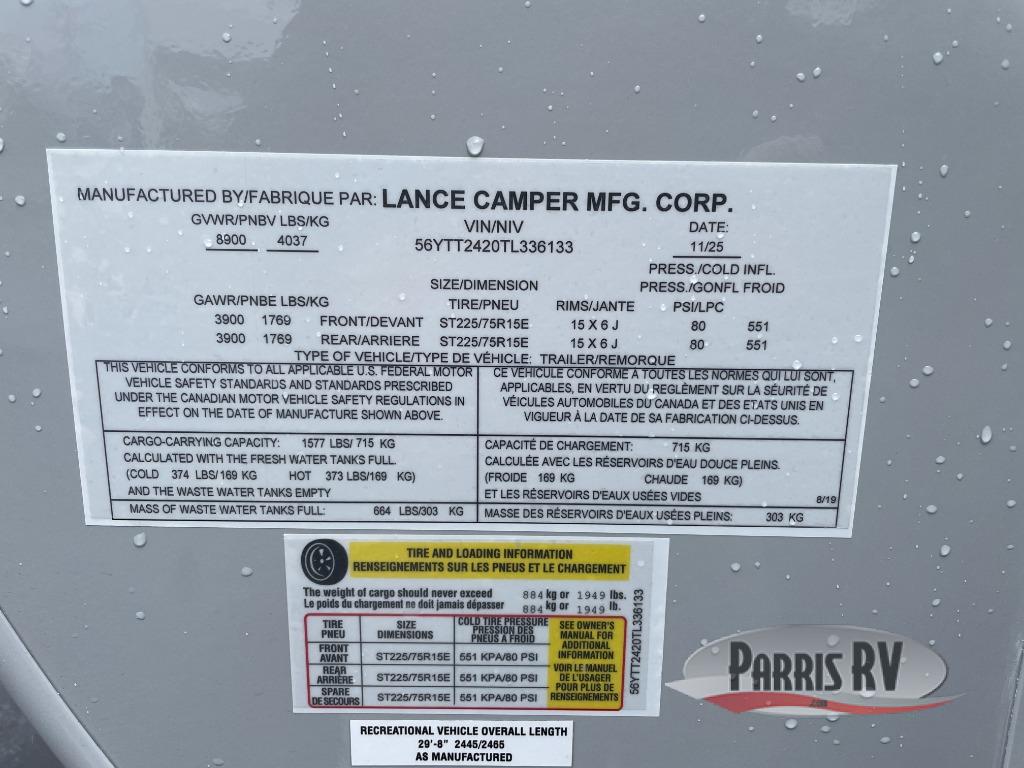 MANUFACTURED BY/FABRIQUE PAR: LANCE CAMPER MFG. CORP.
GVWR/PNBV LBS/KG VIN/NIV DATE:
8900 4037 56YTT2420TL336133 11/25
PRESS./COLD INFL.
SIZE/DIMENSION PRESS./GONFL FROID
GAWR/PNBE LBS/KG TIRE/PNEU RIMS/JANTE PSI/LPC
3900 1769 FRONT/DEVANT ST225/75R15E 15 X 6 J 80 551
3900 1769 REAR/ARRIERE ST225/75R15E 15 X 6 J 80 551
TYPE OF VEHICLE/TYPE DE VÉHICLE: TRAILER/REMORQUE
THIS VEHICLE CONFORMS TO ALL APPLICABLE U.S. FEDERAL MOTOR
VEHICLE SAFETY STANDARDS AND STANDARDS PRESCRIBED
UNDER THE CANADIAN MOTOR VEHICLE SAFETY REGULATIONS IN
EFFECT ON THE DATE OF MANUFACTURE SHOWN ABOVE.
CE VÉHICULE CONFORME À TOUTES LES NORMES QUI LUI SONT,
APPLICABLES, EN VERTU DU REGLÈMENT SUR LA SÉURITÉ DE
VÉICULES AUTOMOBILES DU CANADA ET DES ETATS UNIS EN
VIGUEUR À LA DATE DE SA FABRICATION CI-DESSUS.
CARGO-CARRYING CAPACITY: 1577 LBS/ 715 KG
CALCULATED WITH THE FRESH WATER TANKS FULL.
(COLD 374 LBS/169 KG HOT 373 LBS/169 KG)
AND THE WASTE WATER TANKS EMPTY
CAPACITÉ DE CHARGEMENT: 715 KG
CALCULÉE AVEC LES RÉSERVOIRS D'EAU DOUCE PLEINS.
(FROIDE 169 KG CHAUDE 169 KG)
ET LES RÉSERVOIRS D'EAUX USÉES VIDES 8/19
MASS OF WASTE WATER TANKS FULL: 664 LBS/303 KG
MASSE DES RÉSERVOIRS D'EAUX USÉES PLEINS: 303 KG
TIRE AND LOADING INFORMATION
RENSEIGNEMENTS SUR LES PNEUS ET LE CHARGEMENT
The weight of cargo should never exceed 884 kg or 1949 lbs.
Le poids du chargement ne doit jamais dépasser 884 kg or 1949 lb.
TIRE
PNEU
SIZE
DIMENSIONS
COLD TIRE PRESSURE
PRESSION DES
PNEUS A FROID
FRONT
AVANT
ST225/75R15E 551 KPA/80 PSI
REAR
ARRIÈRE
ST225/75R15E 551 KPA/80 PSI
SPARE
DE SECOURS
ST225/75R15E 551 KPA/80 PSI
SEE OWNER'S
MANUAL FOR
ADDITIONAL
INFORMATION
VOIR LE MANUEL
DE L'USAGER
POUR PLUS DE
RENSEIGNEMENTS
56YTT2420TL336133
RECREATIONAL VEHICLE OVERALL LENGTH
29'-8" 2445/2465
AS MANUFACTURED
PARRIS RV
.com